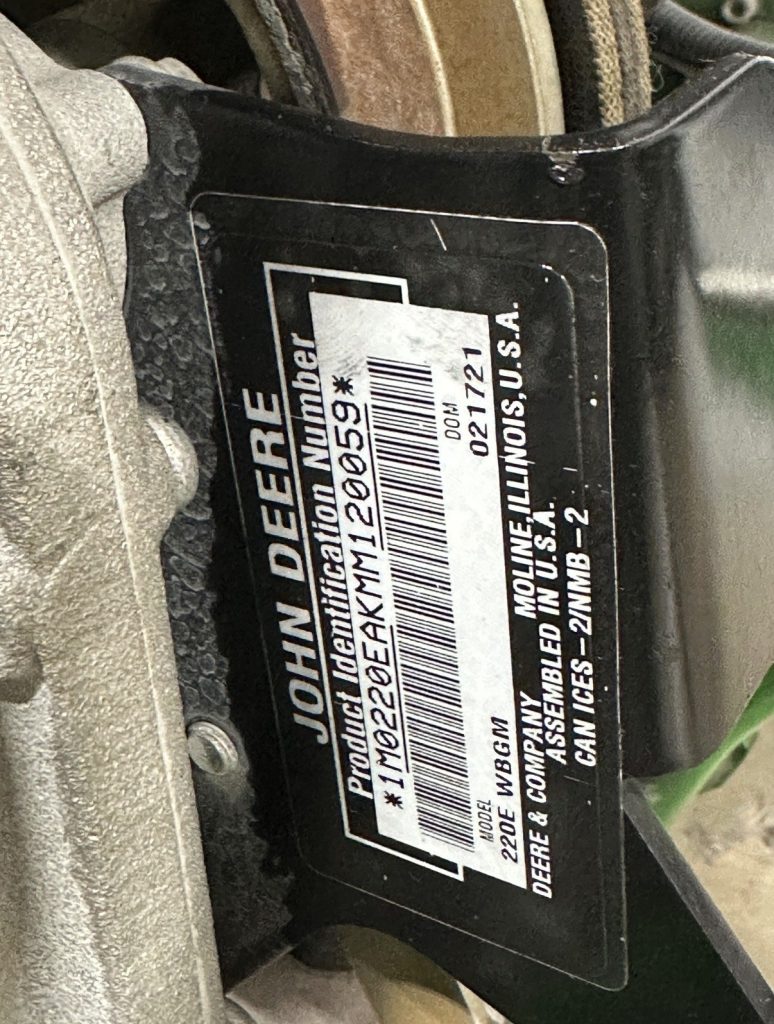 JOHN DEERE
Product Identification Number
*1M0220EAKMM120059*
MODEL DOM
220E WBGM 021721
DEERE & COMPANY MOLINE, ILLINOIS, U.S.A.
ASSEMBLED IN U.S.A.
CAN ICES-2/NMB-2